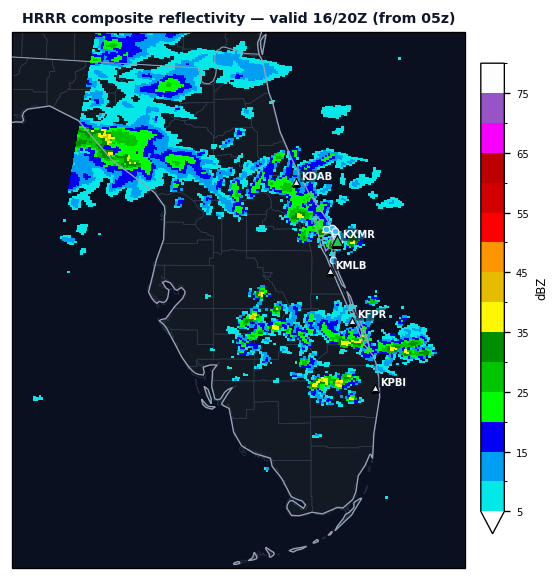 HRRR composite reflectivity — valid 16/20Z (from 05z)
KDAB
KXMR
KMLB
KFPR
KPBI
75
65
55
45
35
25
15
5
dBZ